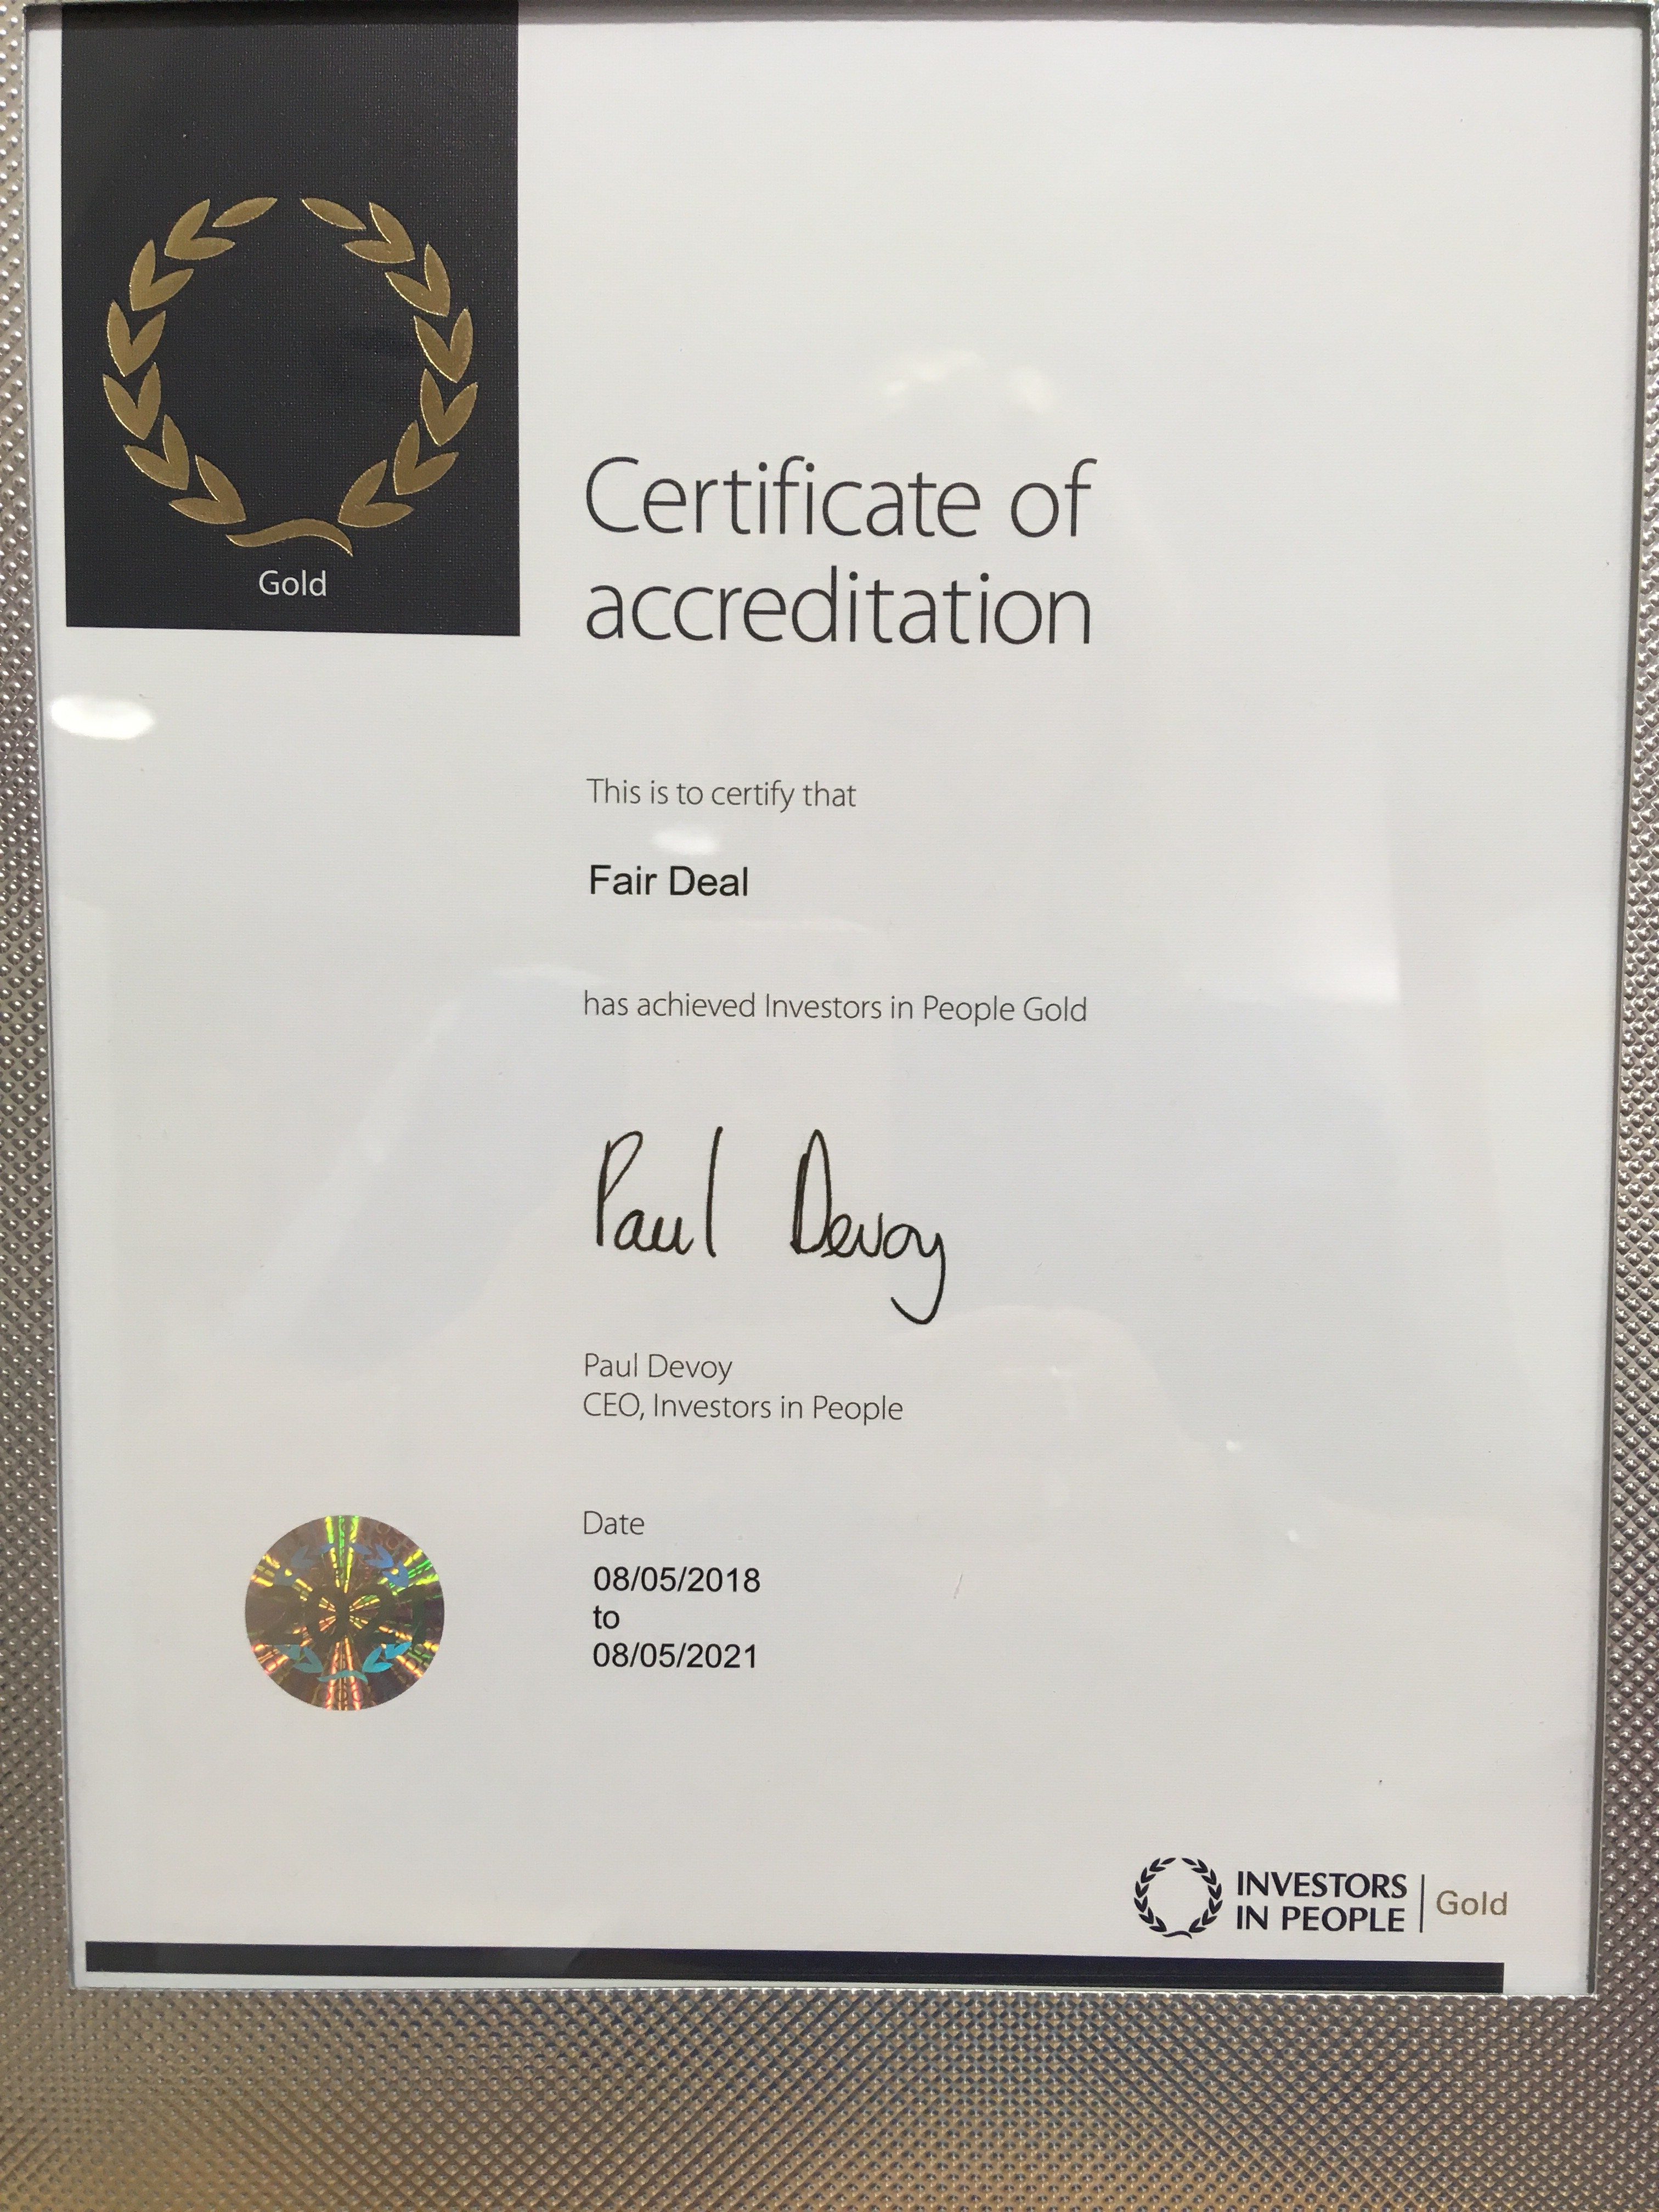 Gold
Certificate of
accreditation
This is to certify that
Fair Deal
has achieved Investors in People Gold
Paul Devoy
Paul Devoy
CEO, Investors in People
Date
08/05/2018
to
08/05/2021
INVESTORS
IN PEOPLE
Gold